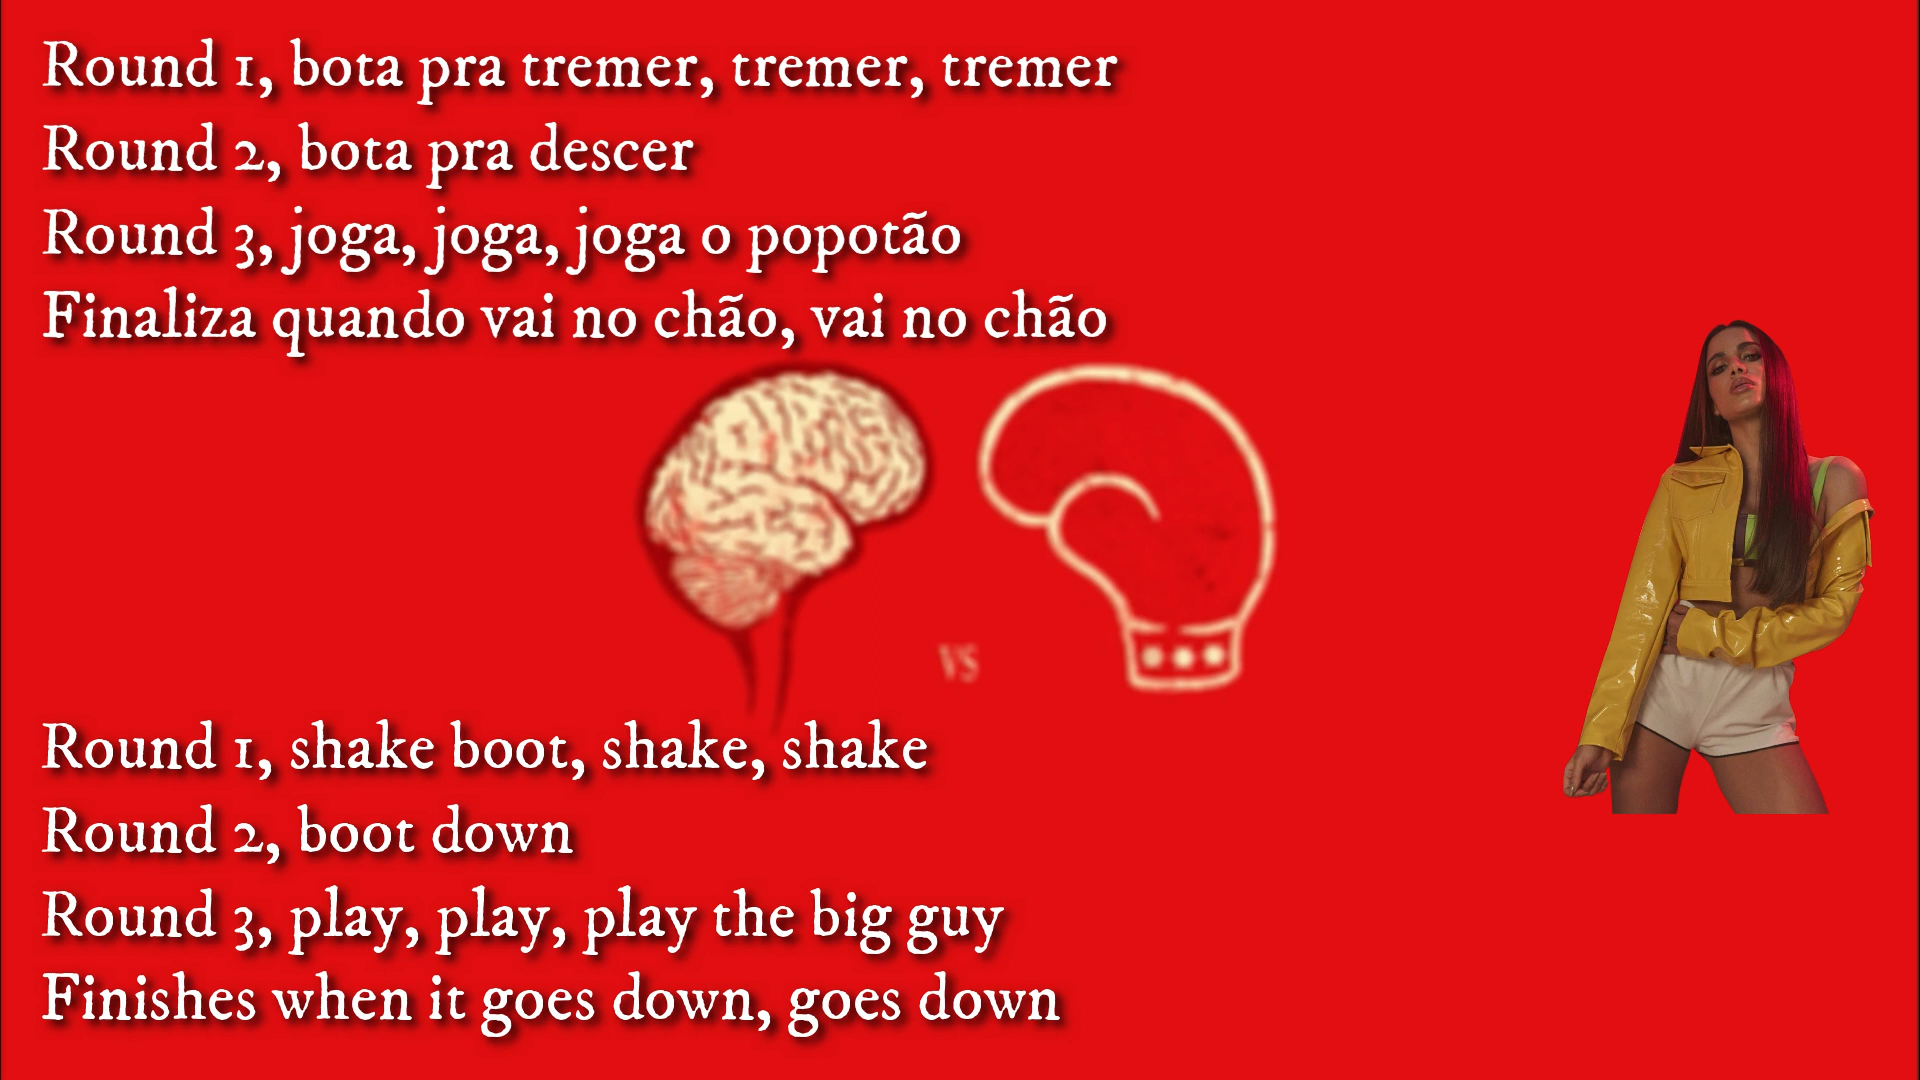 Round 1, bota pra tremer, tremer, tremer
Round 2, bota pra descer
Round 3, joga, joga, joga o popotão
Finaliza quando vai no chão, vai no chão
VS
Round 1, shake boot, shake, shake
Round 2, boot down
Round 3, play, play, play the big guy
Finishes when it goes down, goes down